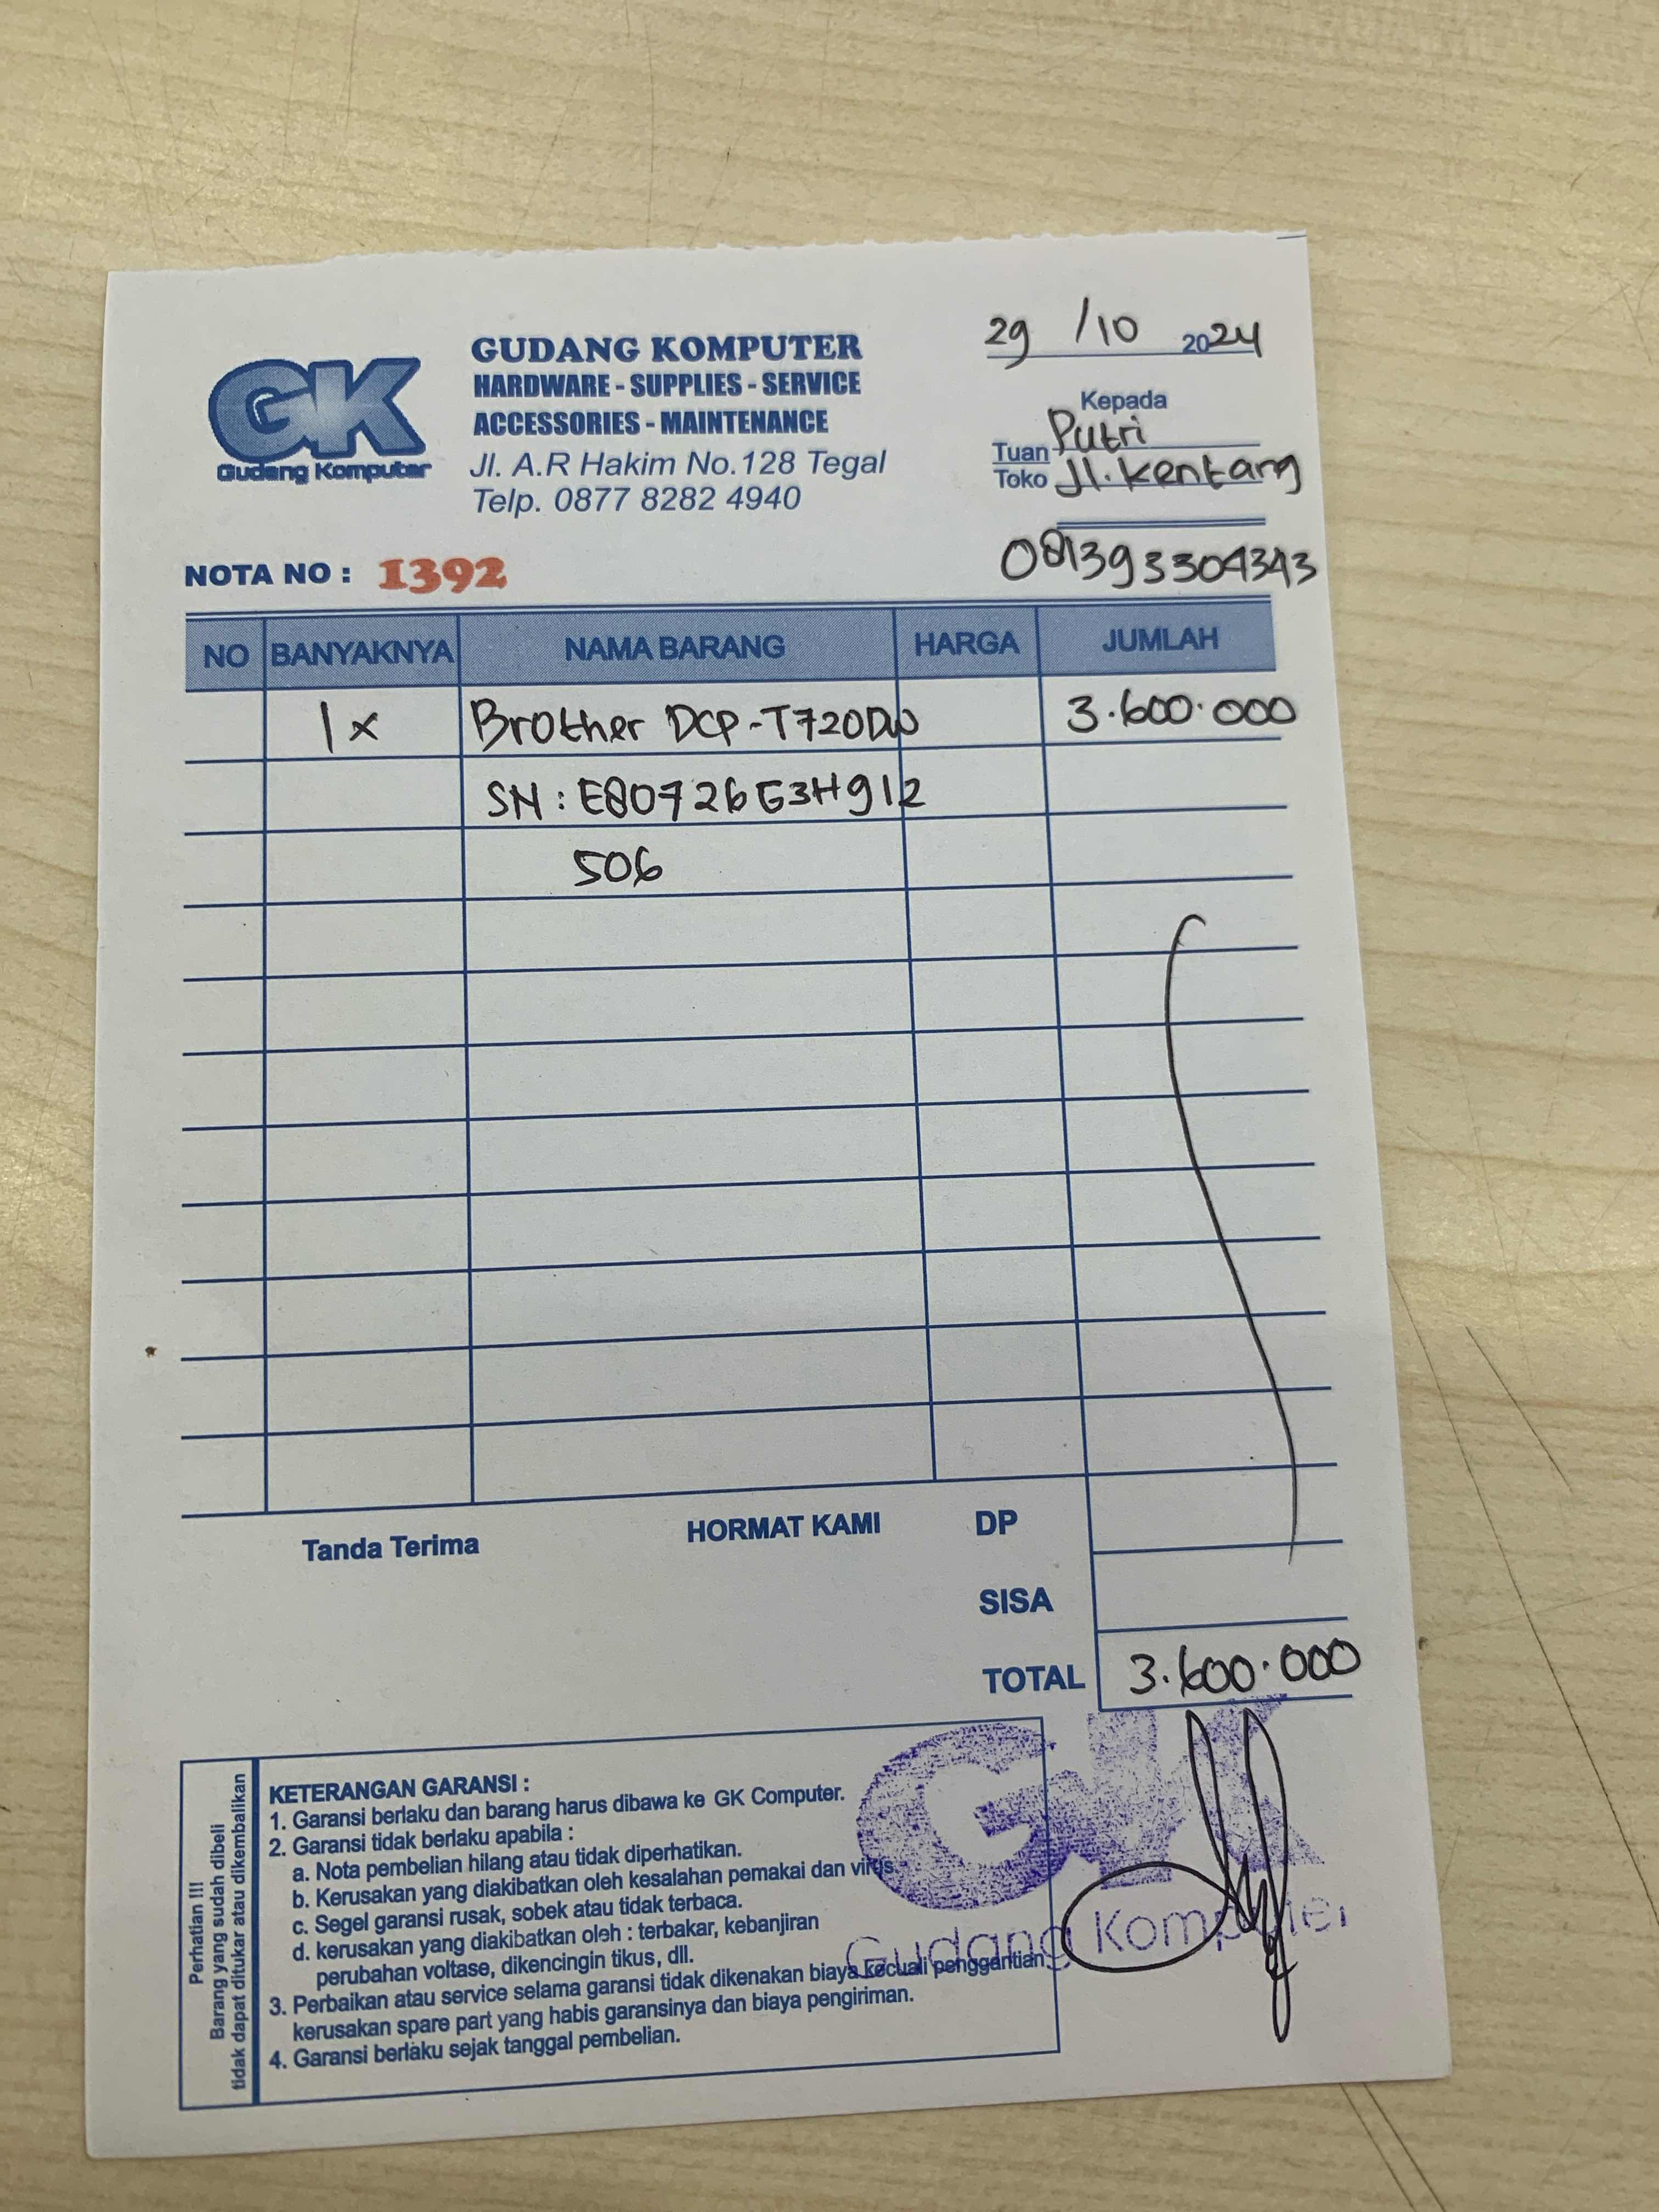 GK
Gudang Komputer
GUDANG KOMPUTER
HARDWARE - SUPPLIES - SERVICE
ACCESSORIES - MAINTENANCE
Jl. A.R Hakim No.128 Tegal
Telp. 0877 8282 4940
29 /10 2024
Kepada
Tuan Putri
Toko Jl. Kentang
081393304343
NOTA NO : 1392
NO BANYAKNYA NAMA BARANG HARGA JUMLAH
1x Brother DCP-T720DW 3.600.000
SN : E80726G3H912
506
Tanda Terima HORMAT KAMI DP
SISA
TOTAL 3.600.000
Perhatian !!!
Barang yang sudah dibeli
tidak dapat ditukar atau dikembalikan
KETERANGAN GARANSI :
1. Garansi berlaku dan barang harus dibawa ke GK Computer.
2. Garansi tidak berlaku apabila :
a. Nota pembelian hilang atau tidak diperhatikan.
b. Kerusakan yang diakibatkan oleh kesalahan pemakai dan virus.
c. Segel garansi rusak, sobek atau tidak terbaca.
d. kerusakan yang diakibatkan oleh : terbakar, kebanjiran
perubahan voltase, dikencingin tikus, dll.
3. Perbaikan atau service selama garansi tidak dikenakan biaya kecuali penggantian
kerusakan spare part yang habis garansinya dan biaya pengiriman.
4. Garansi berlaku sejak tanggal pembelian.
GK
Gudang Komputer